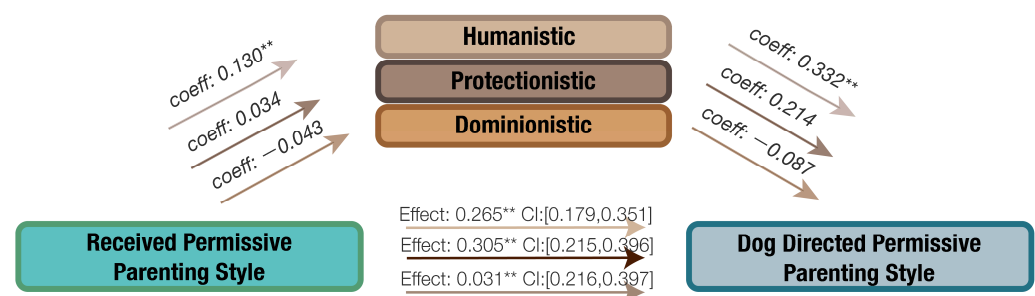 Humanistic
Protectionistic
Dominionistic
coeff: 0.130**
coeff: 0.034
coeff: −0.043
coeff: 0.332**
coeff: 0.214
coeff: −0.087
Received Permissive
Parenting Style
Effect: 0.265** CI:[0.179,0.351]
Effect: 0.305** CI:[0.215,0.396]
Effect: 0.031** CI:[0.216,0.397]
Dog Directed Permissive
Parenting Style